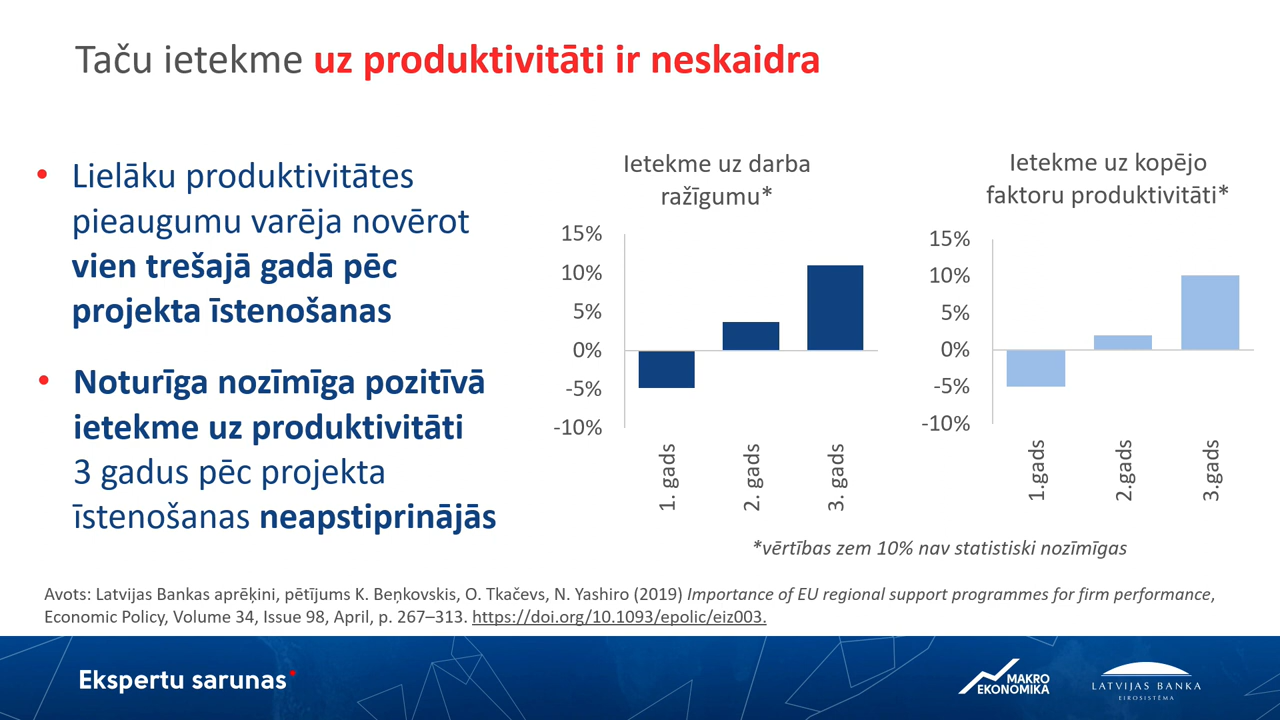 Taču ietekme uz produktivitāti ir neskaidra
• Lielāku produktivitātes
pieaugumu varēja novērot
vien trešajā gadā pēc
projekta īstenošanas
• Noturīga nozīmīga pozitīvā
ietekme uz produktivitāti
3 gadus pēc projekta
īstenošanas neapstiprinājās
Ietekme uz darba
ražīgumu*
15%
10%
5%
0%
-5%
-10%
1. gads
2. gads
3. gads
Ietekme uz kopējo
faktoru produktivitāti*
15%
10%
5%
0%
-5%
-10%
1.gads
2.gads
3.gads
*vērtības zem 10% nav statistiski nozīmīgas
Avots: Latvijas Bankas aprēķini, pētījums K. Beņkovskis, O. Tkačevs, N. Yashiro (2019) Importance of EU regional support programmes for firm performance,
Economic Policy, Volume 34, Issue 98, April, p. 267–313. https://doi.org/10.1093/epolic/eiz003.
Ekspertu sarunas
MAKRO
EKONOMIKA
LATVIJAS BANKA
EIROSISTĒMA